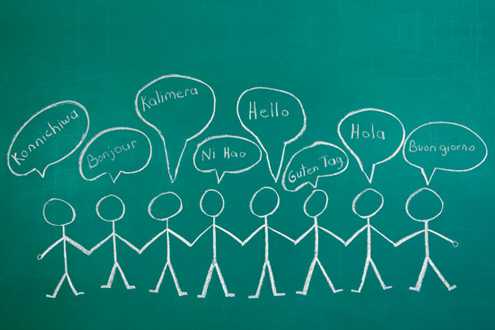 Konnichiwa
Bonjour
Kalimera
Ni Hao
Hello
Guten Tag
Hola
Buongiorno